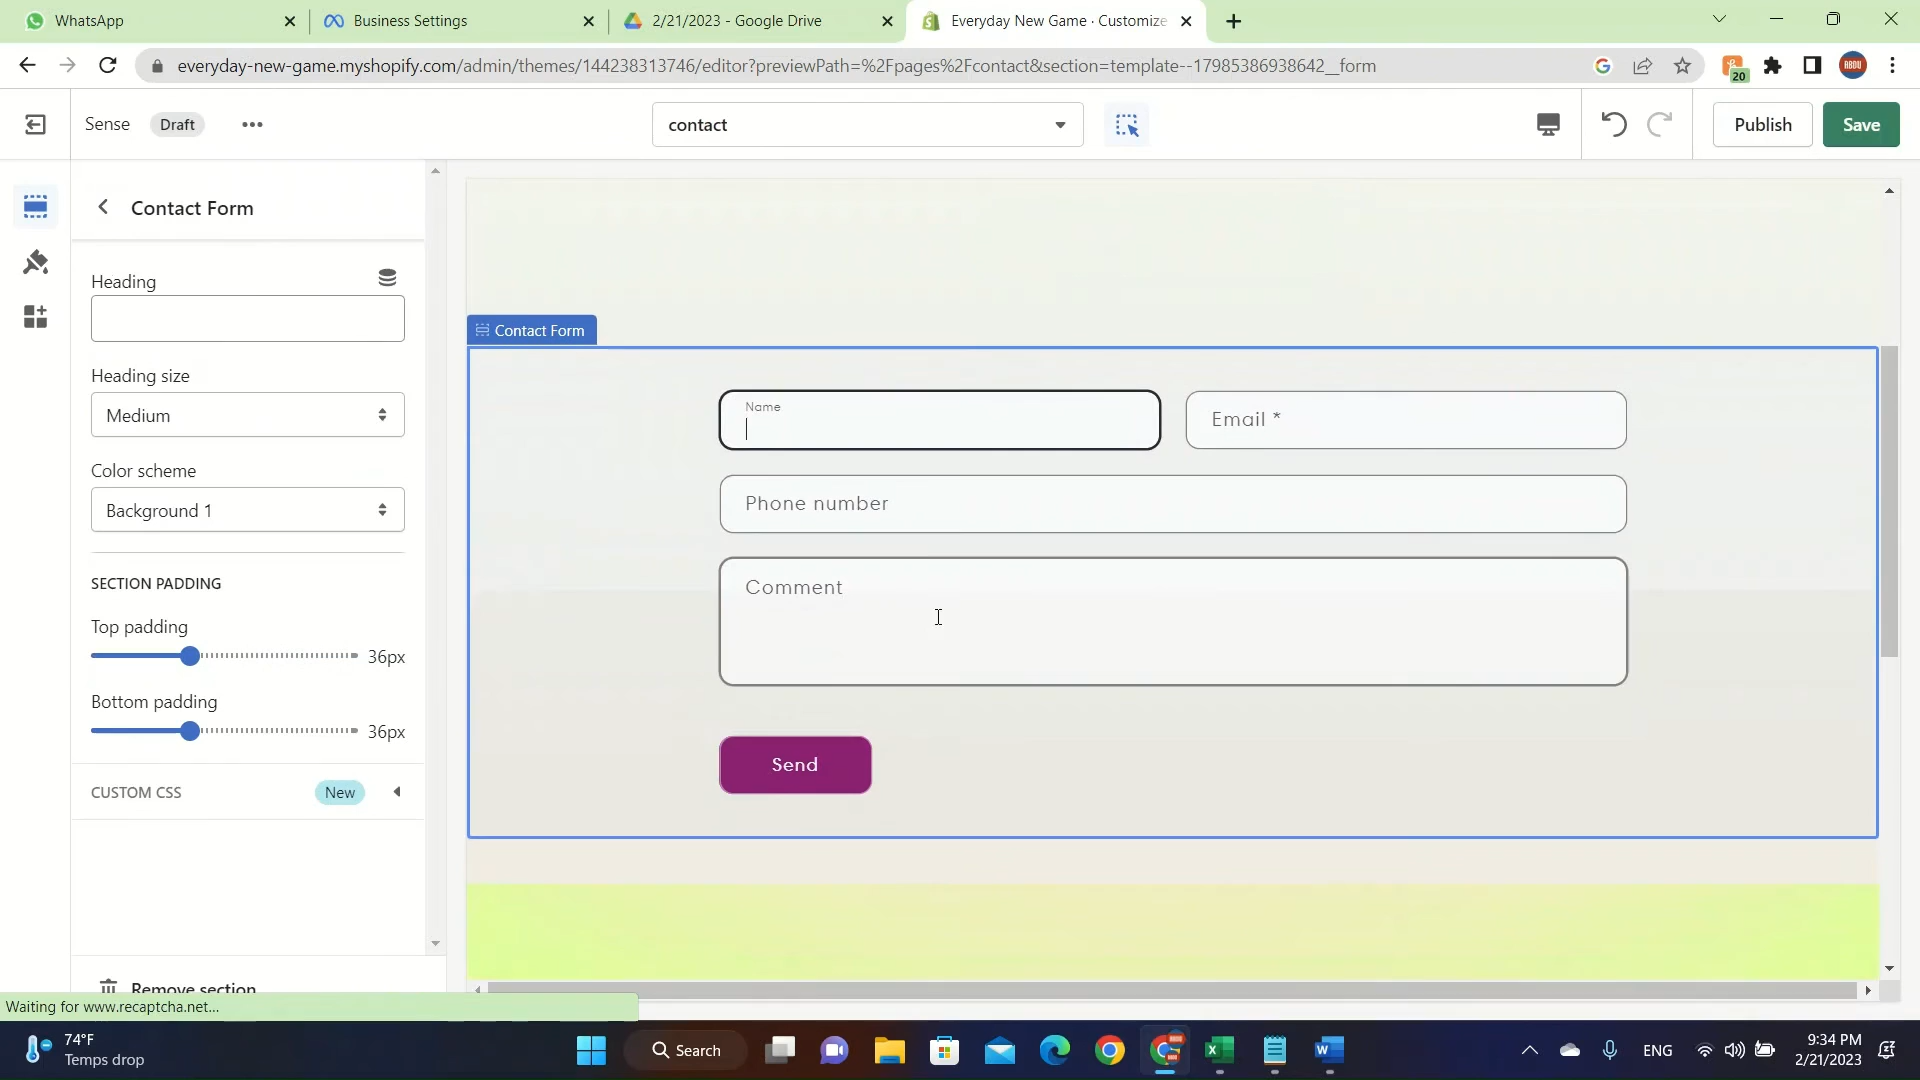 WhatsApp
Business Settings
2/21/2023 - Google Drive
Everyday New Game · Customize
everyday-new-game.myshopify.com/admin/themes/144238313746/editor?previewPath=%2Fpages%2Fcontact&section=template--17985386938642__form
20
ABDU
Sense
Draft
contact
Publish
Save
Contact Form
Heading
Heading size
Medium
Color scheme
Background 1
SECTION PADDING
Top padding
36px
Bottom padding
36px
CUSTOM CSS
New
Remove section
Contact Form
Name
Email *
Phone number
Comment
Send
Waiting for www.recaptcha.net...
74°F
Temps drop
Search
ENG
9:34 PM
2/21/2023